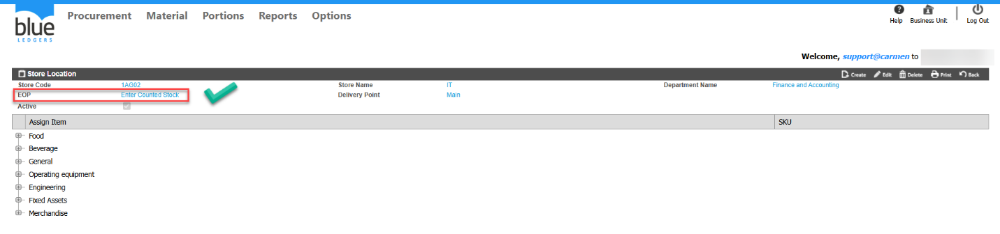 blue
LEDGERS
Procurement Material Portions Reports Options
Help Business Unit Log Out
Welcome, support@carmen to
Store Location Create Edit Delete Print Back
Store Code 1AG02 Store Name IT Department Name Finance and Accounting
EOP Enter Counted Stock Delivery Point Main
Active
Assign Item SKU
Food
Beverage
General
Operating equipment
Engineering
Fixed Assets
Merchandise